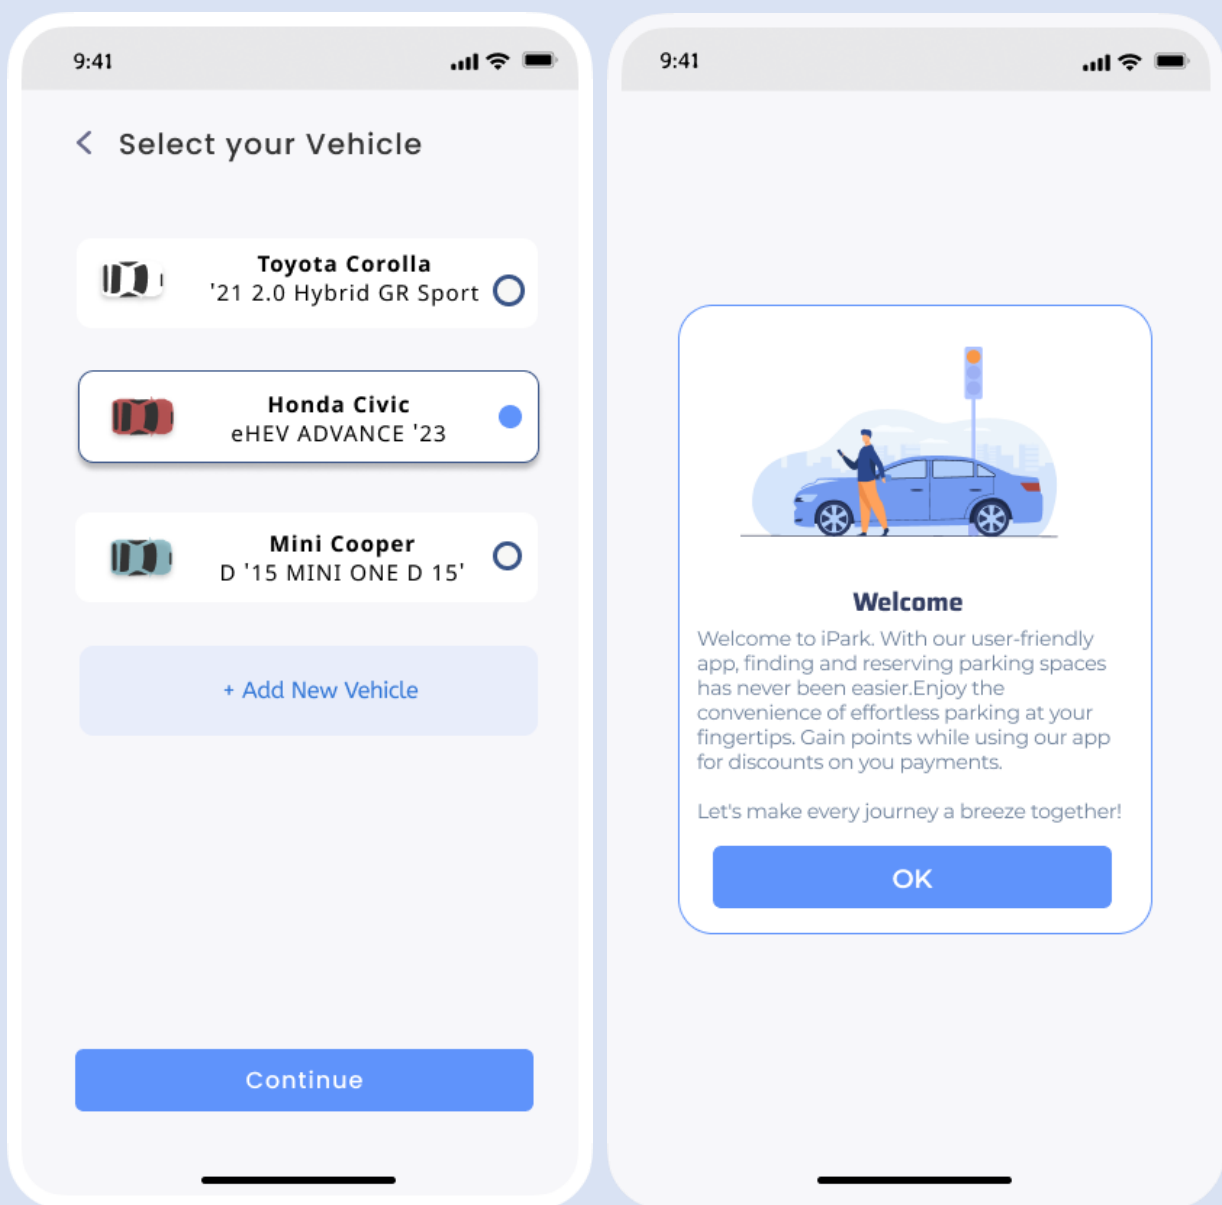 9:41
Select your Vehicle
Toyota Corolla
'21 2.0 Hybrid GR Sport
Honda Civic
eHEV ADVANCE '23
Mini Cooper
D '15 MINI ONE D 15'
+ Add New Vehicle
Continue
9:41
Welcome
Welcome to iPark. With our user-friendly
app, finding and reserving parking spaces
has never been easier.Enjoy the
convenience of effortless parking at your
fingertips. Gain points while using our app
for discounts on you payments.
Let's make every journey a breeze together!
OK